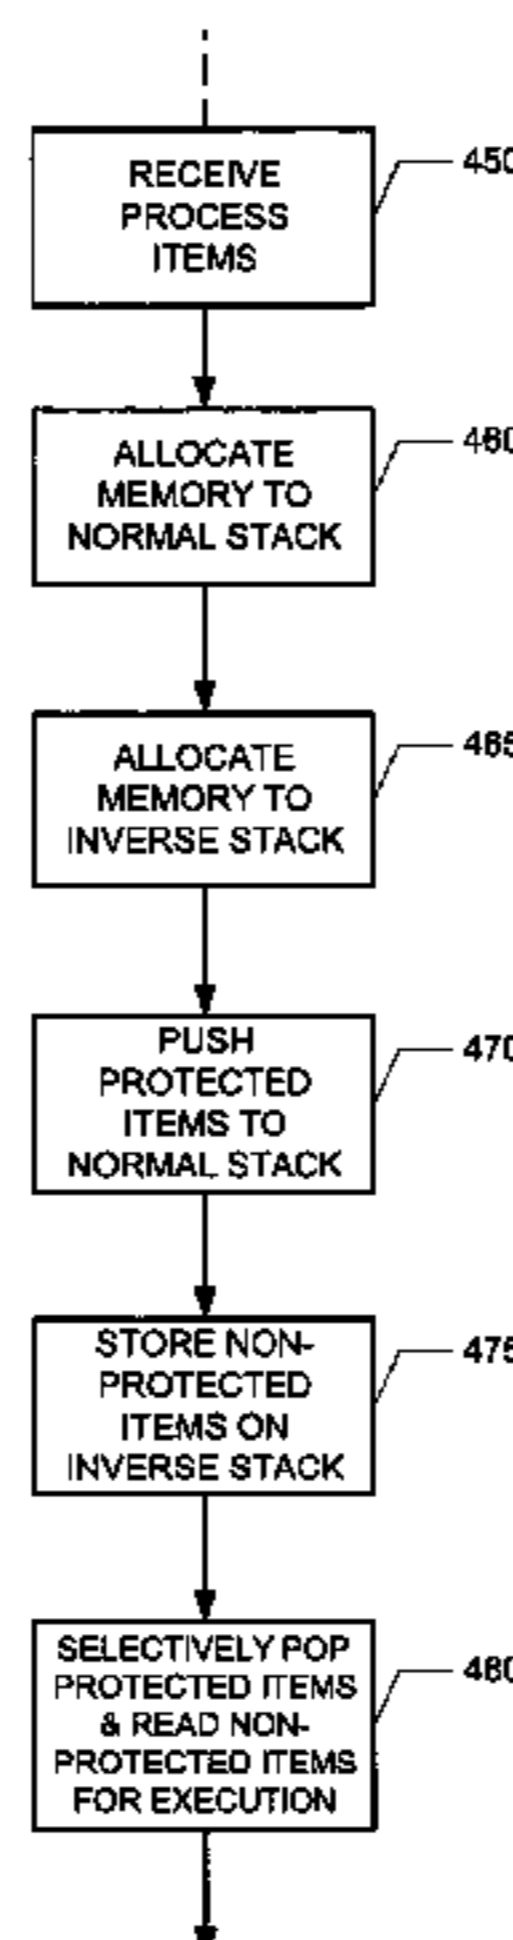 RECEIVE
PROCESS
ITEMS
450
ALLOCATE
MEMORY TO
NORMAL STACK
460
ALLOCATE
MEMORY TO
INVERSE STACK
465
PUSH
PROTECTED
ITEMS TO
NORMAL STACK
470
STORE NON-
PROTECTED
ITEMS ON
INVERSE STACK
475
SELECTIVELY POP
PROTECTED ITEMS
& READ NON-
PROTECTED ITEMS
FOR EXECUTION